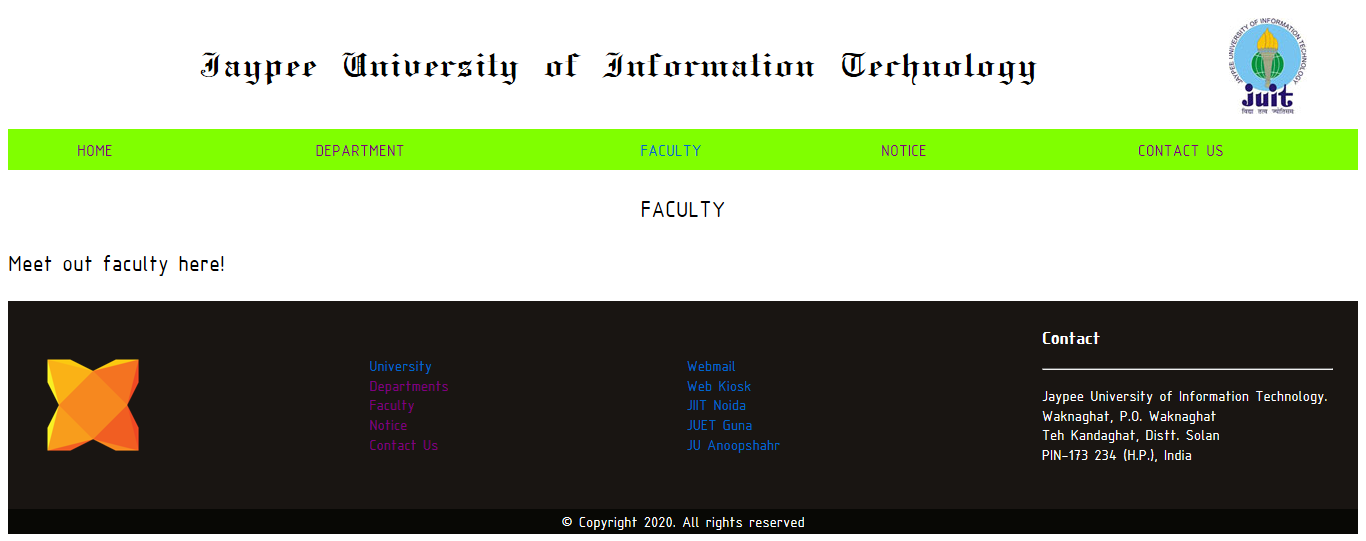 Jaypee University of Information Technology
JAYPEE UNIVERSITY OF INFORMATION TECHNOLOGY
juit
विद्या तत्व ज्योतिसमः
HOME DEPARTMENT FACULTY NOTICE CONTACT US
FACULTY
Meet out faculty here!
University
Departments
Faculty
Notice
Contact Us
Webmail
Web Kiosk
JIIT Noida
JUET Guna
JU Anoopshahr
Contact
Jaypee University of Information Technology.
Waknaghat, P.O. Waknaghat
Teh Kandaghat, Distt. Solan
PIN-173 234 (H.P.), India
© Copyright 2020. All rights reserved